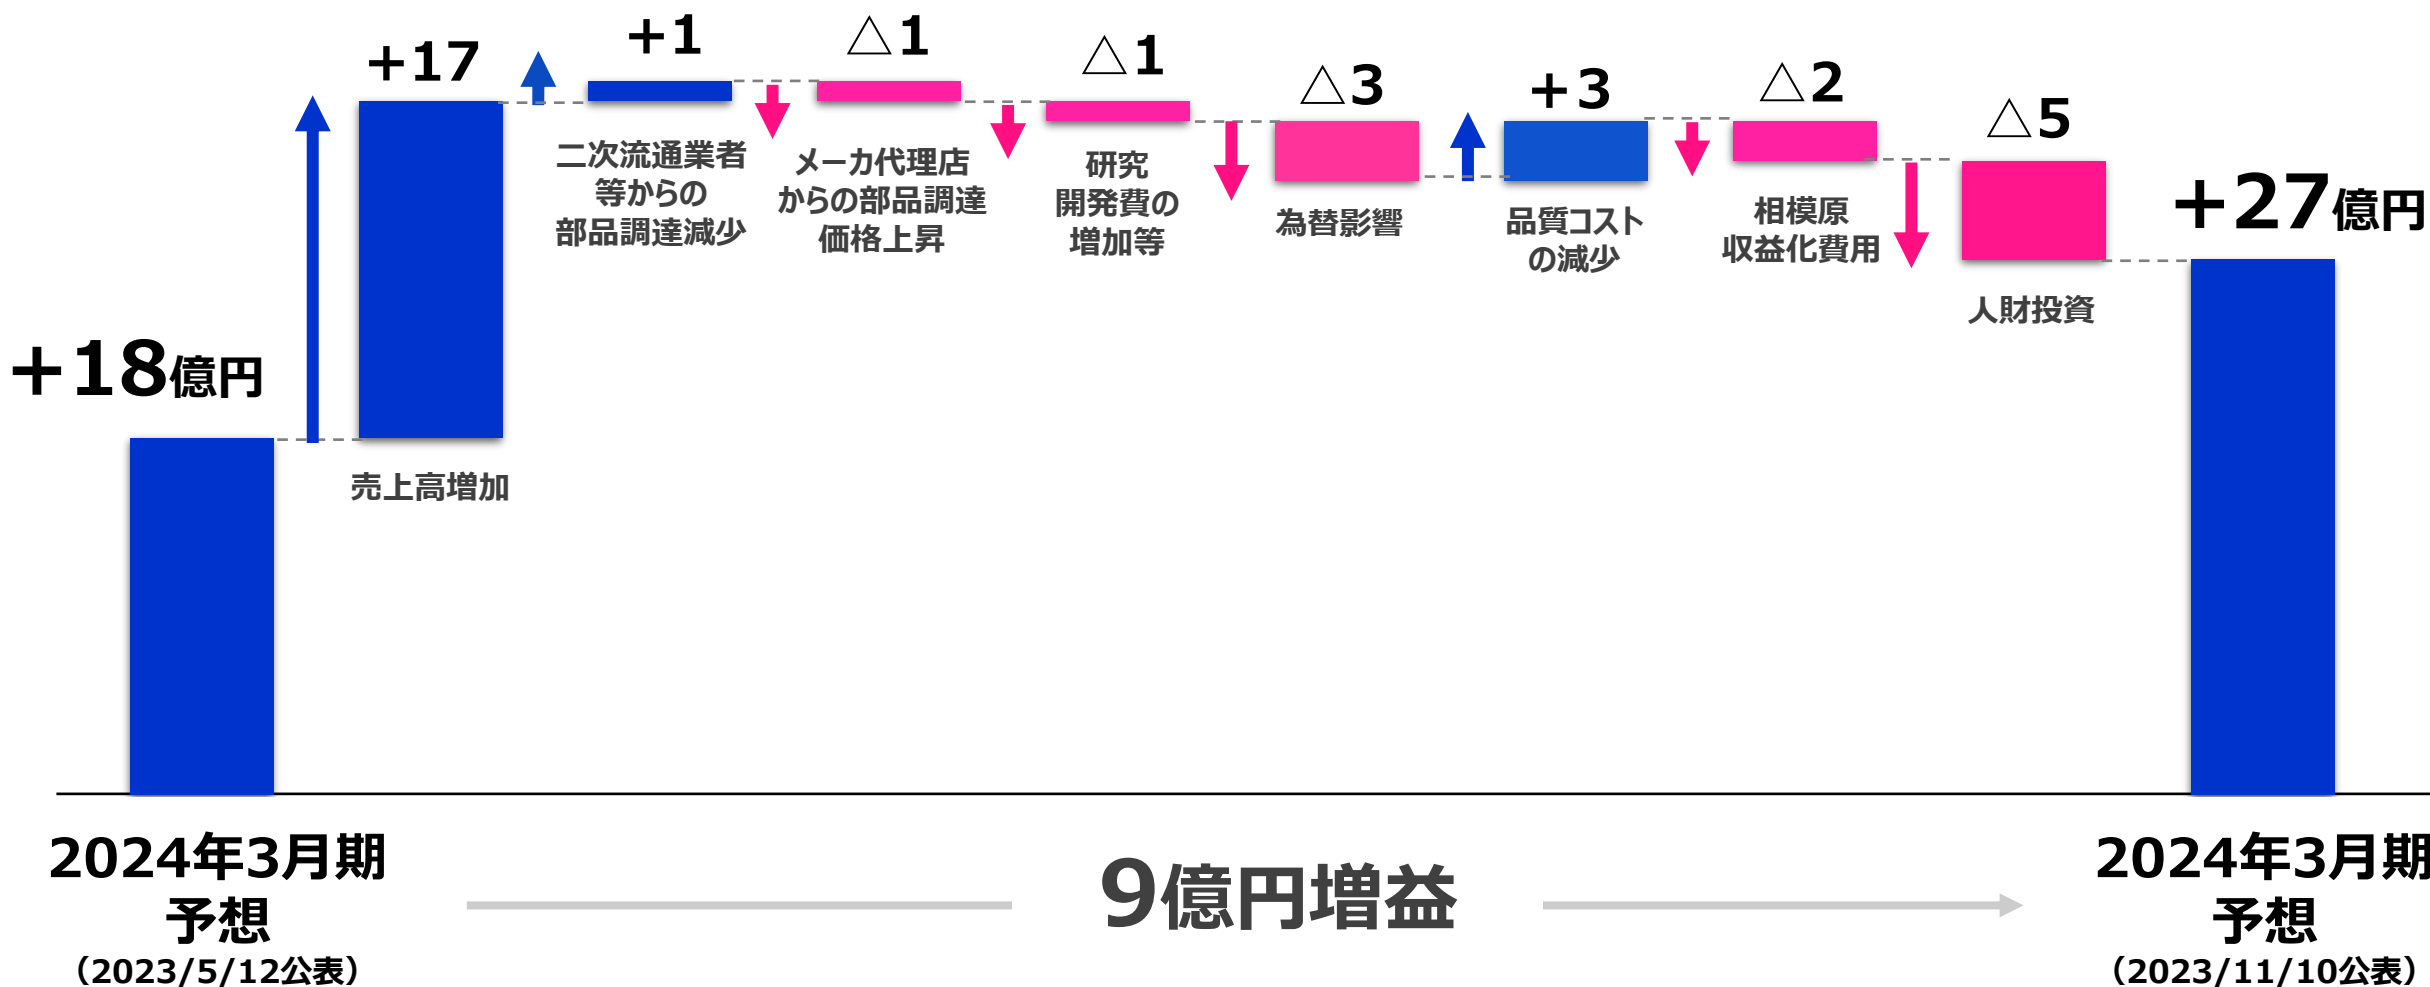 +18億円
+17
売上高増加
+1
二次流通業者
等からの
部品調達減少
△1
メーカ代理店
からの部品調達
価格上昇
△1
研究
開発費の
増加等
△3
為替影響
+3
品質コスト
の減少
△2
相模原
収益化費用
△5
人財投資
+27億円
2024年3月期
予想
（2023/5/12公表）
9億円増益
2024年3月期
予想
（2023/11/10公表）